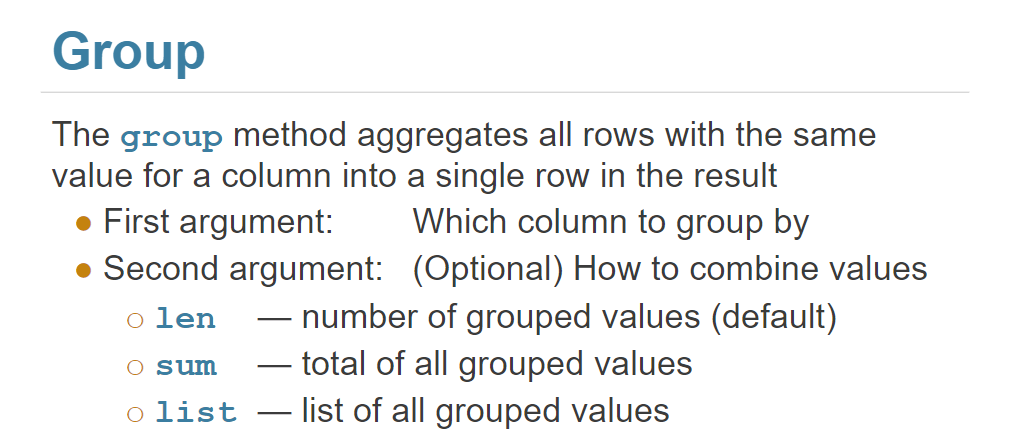 Group
The group method aggregates all rows with the same
value for a column into a single row in the result
● First argument: Which column to group by
● Second argument: (Optional) How to combine values
○ len — number of grouped values (default)
○ sum — total of all grouped values
○ list — list of all grouped values